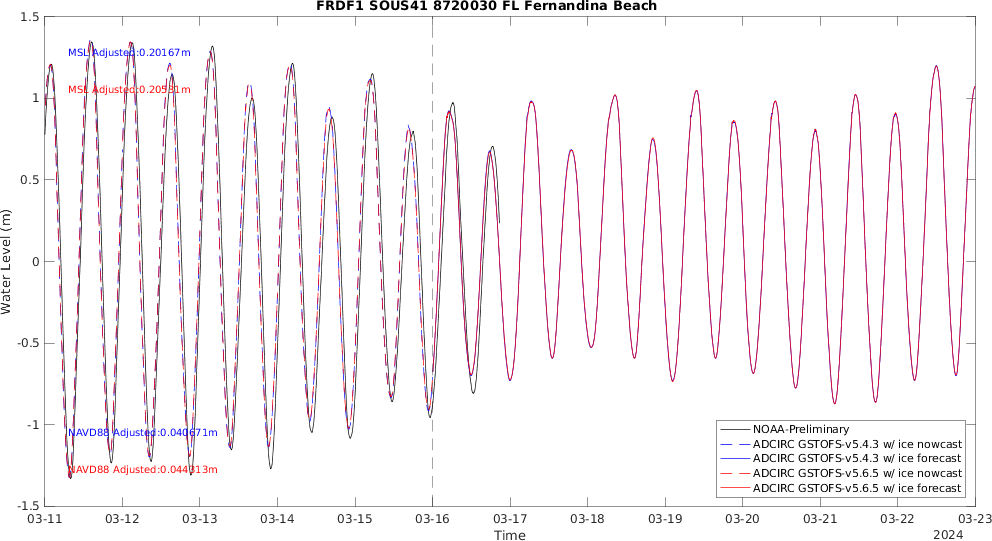 FRDF1 SOUS41 8720030 FL Fernandina Beach
1.5
MSL Adjusted:0.20167m
MSL Adjusted:0.20531m
1
0.5
Water Level (m)
0
-0.5
-1
NAVD88 Adjusted:0.040671m
NAVD88 Adjusted:0.044313m
NOAA-Preliminary
ADCIRC GSTOFS-v5.4.3 w/ ice nowcast
ADCIRC GSTOFS-v5.4.3 w/ ice forecast
ADCIRC GSTOFS-v5.6.5 w/ ice nowcast
ADCIRC GSTOFS-v5.6.5 w/ ice forecast
-1.5
03-11 03-12 03-13 03-14 03-15 03-16 03-17 03-18 03-19 03-20 03-21 03-22 03-23
Time
2024